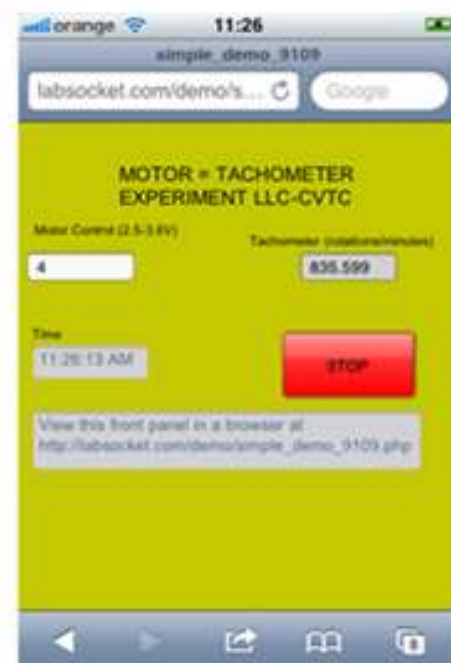 orange 11:26
simple_demo_9109
labsocket.com/demo/s... Google
MOTOR = TACHOMETER
EXPERIMENT LLC-CVTC
Motor Control (2.5-3.6V)
Tachometer (rotations/minutes)
4
835.599
Time
11:26:13 AM
STOP
View this front panel in a browser at
http://labsocket.com/demo/simple_demo_9109.php